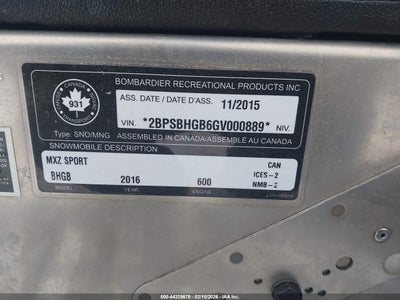 BOMBARDIER RECREATIONAL PRODUCTS INC
CANADA
931
TRANSPORT
ASS. DATE / DATE D'ASS. 11/2015
VIN. *2BPSBHGB6GV000889* NIV.
TYPE: SNO/MNG ASSEMBLED IN CANADA/ASSEMBLÉ AU CANADA
SNOWMOBILE DESCRIPTION
MXZ SPORT CAN
ICES-2
BHGB 2016 600 NMB-2
MODEL YEAR ENGINE
000-44329870 - 02/10/2026 - © IAA